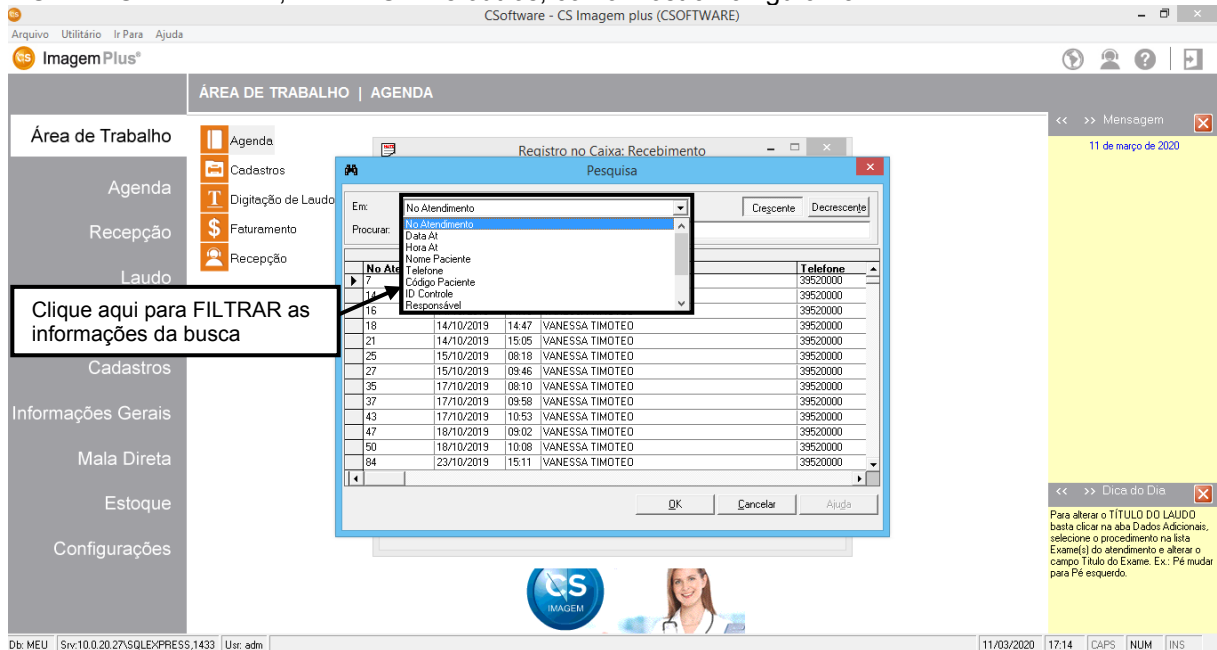 CSoftware - CS Imagem plus (CSOFTWARE)
Arquivo Utilitário Ir Para Ajuda
CS ImagemPlus®
ÁREA DE TRABALHO | AGENDA
Área de Trabalho
Agenda
Recepção
Laudo
Cadastros
Informações Gerais
Mala Direta
Estoque
Configurações
Agenda
Cadastros
Digitação de Laudo
Faturamento
Recepção
Clique aqui para FILTRAR as
informações da busca
Registro no Caixa: Recebimento
Pesquisa
Em: No Atendimento Crescente Decrescente
Procurar:
No Atendimento
Data At
Hora At
Nome Paciente
Telefone
Código Paciente
ID Controle
Responsável
No Ate Telefone
7 39520000
14 39520000
16 39520000
18 14/10/2019 14:47 VANESSA TIMOTEO 39520000
21 14/10/2019 15:05 VANESSA TIMOTEO 39520000
25 15/10/2019 08:18 VANESSA TIMOTEO 39520000
27 15/10/2019 09:46 VANESSA TIMOTEO 39520000
35 17/10/2019 08:10 VANESSA TIMOTEO 39520000
37 17/10/2019 09:58 VANESSA TIMOTEO 39520000
43 17/10/2019 10:53 VANESSA TIMOTEO 39520000
47 18/10/2019 09:02 VANESSA TIMOTEO 39520000
50 18/10/2019 10:08 VANESSA TIMOTEO 39520000
84 23/10/2019 15:11 VANESSA TIMOTEO 39520000
OK Cancelar Ajuda
CS
IMAGEM
<< >> Mensagem
11 de março de 2020
<< >> Dica do Dia
Para alterar o TÍTULO DO LAUDO
basta clicar na aba Dados Adicionais,
selecione o procedimento na lista
Exame(s) do atendimento e alterar o
campo Titulo do Exame. Ex.: Pé mudar
para Pé esquerdo.
Db: MEU Srv:10.0.20.27\SQLEXPRESS,1433 Usr: adm 11/03/2020 17:14 CAPS NUM INS